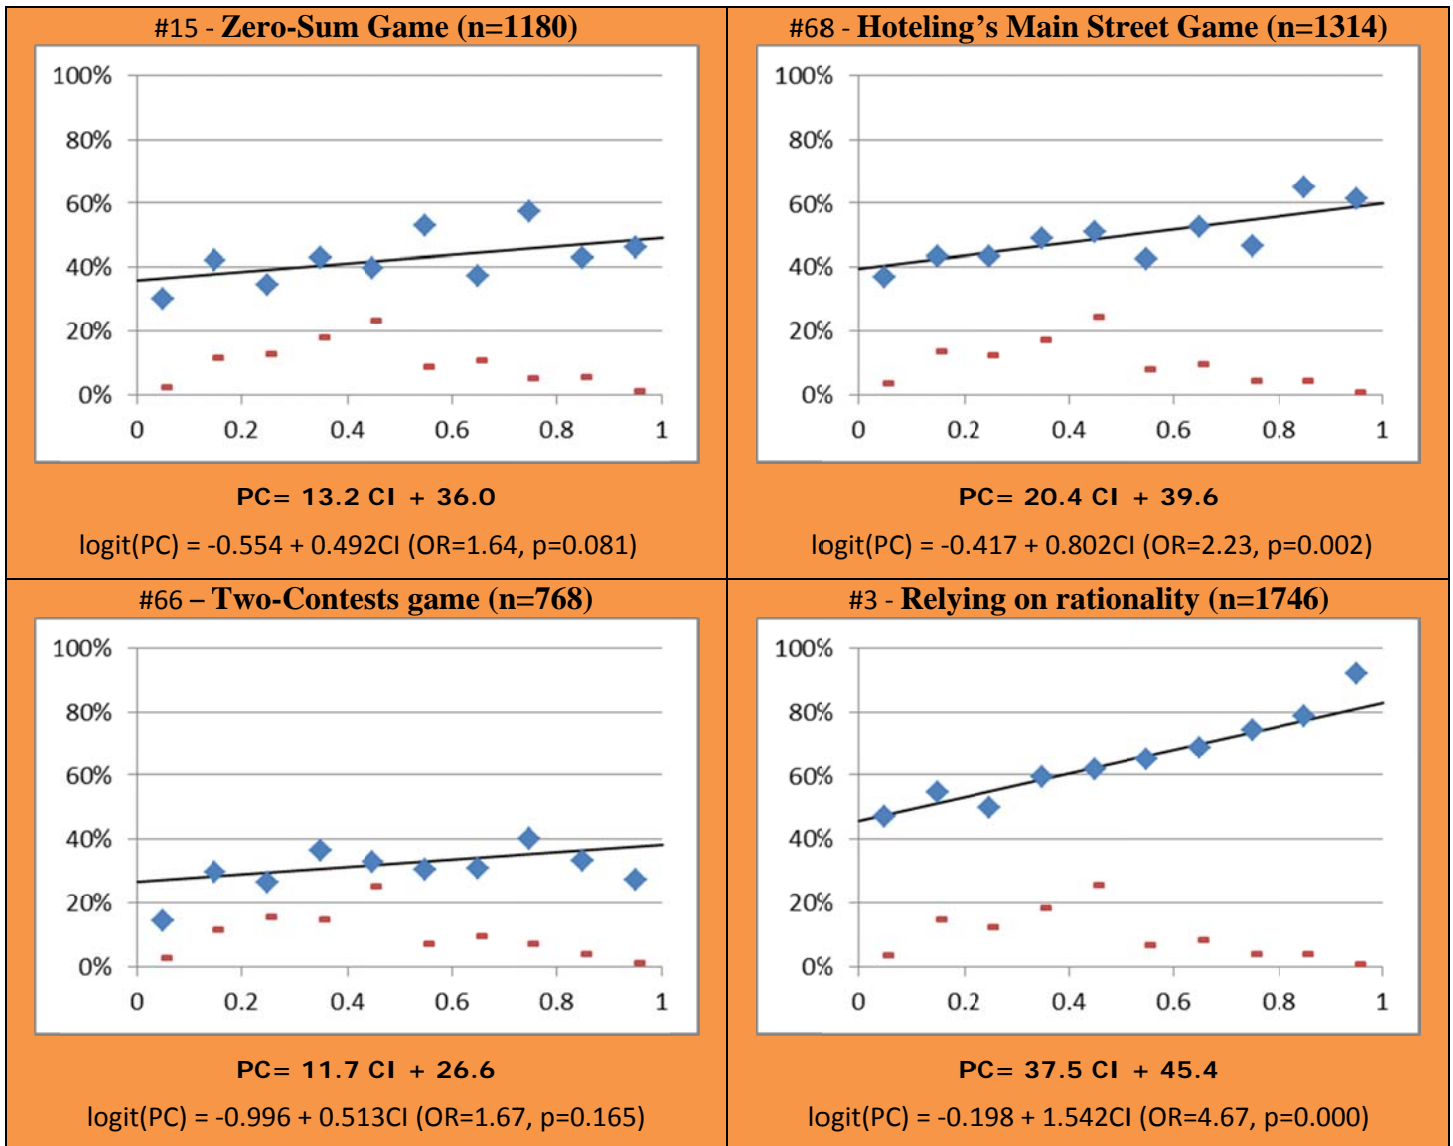 #15 - Zero-Sum Game (n=1180)
100%
80%
60%
40%
20%
0%
0 0.2 0.4 0.6 0.8 1
PC= 13.2 CI + 36.0
logit(PC) = -0.554 + 0.492CI (OR=1.64, p=0.081)
#68 - Hoteling's Main Street Game (n=1314)
100%
80%
60%
40%
20%
0%
0 0.2 0.4 0.6 0.8 1
PC= 20.4 CI + 39.6
logit(PC) = -0.417 + 0.802CI (OR=2.23, p=0.002)
#66 – Two-Contests game (n=768)
100%
80%
60%
40%
20%
0%
0 0.2 0.4 0.6 0.8 1
PC= 11.7 CI + 26.6
logit(PC) = -0.996 + 0.513CI (OR=1.67, p=0.165)
#3 - Relying on rationality (n=1746)
100%
80%
60%
40%
20%
0%
0 0.2 0.4 0.6 0.8 1
PC= 37.5 CI + 45.4
logit(PC) = -0.198 + 1.542CI (OR=4.67, p=0.000)